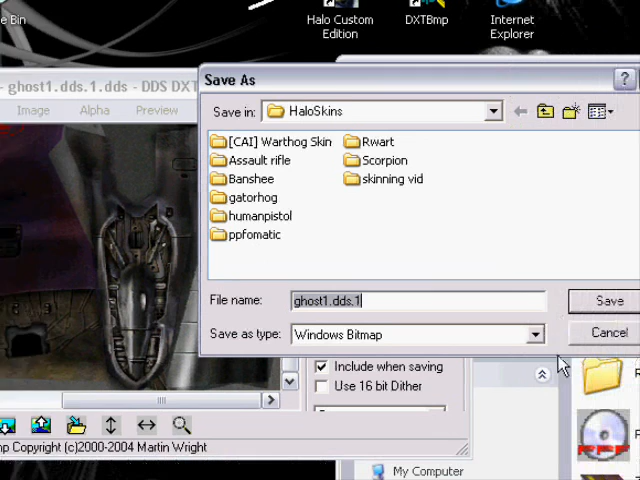 e Bin
Halo Custom
Edition
DXTBmp
Internet
Explorer
- ghost1.dds.1.dds - DDS DXT
Image Alpha Preview
Save As
?
Save in: HaloSkins
[CAI] Warthog Skin
Assault rifle
Banshee
gatorhog
humanpistol
ppfomatic
Rwart
Scorpion
skinning vid
File name: ghost1.dds.1
Save
Save as type: Windows Bitmap
Cancel
Include when saving
Use 16 bit Dither
mp Copyright (c)2000-2004 Martin Wright
My Computer